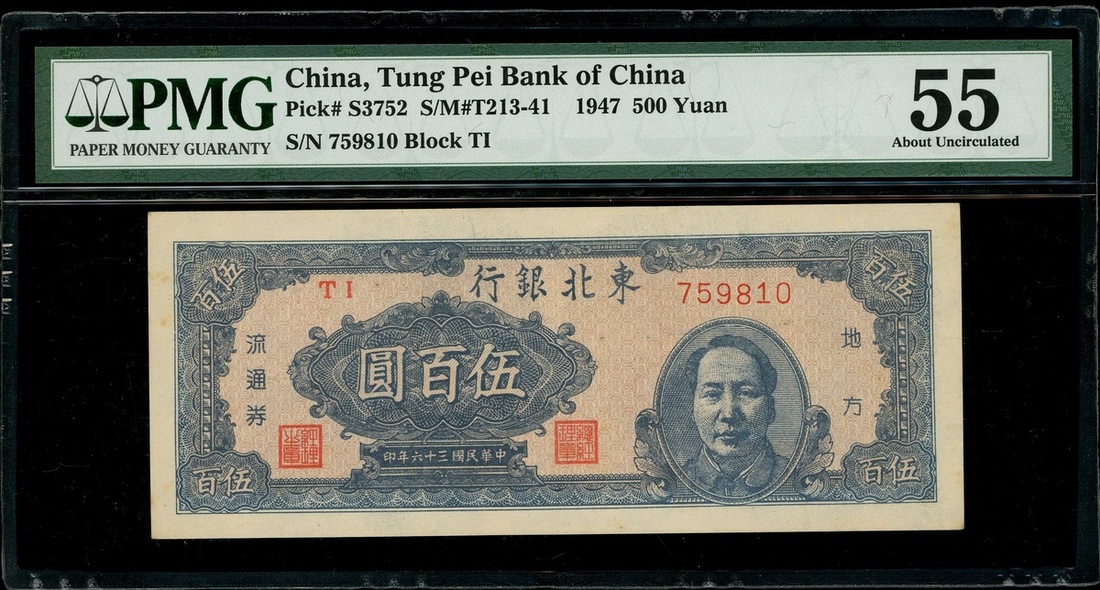 PMG
PAPER MONEY GUARANTY
China, Tung Pei Bank of China
Pick# S3752 S/M#T213-41 1947 500 Yuan
S/N 759810 Block TI
55
About Uncirculated
百伍
行銀北東
百伍
T I
759810
流通券
圓百伍
地方
印年六十三國民華中
百伍
百伍